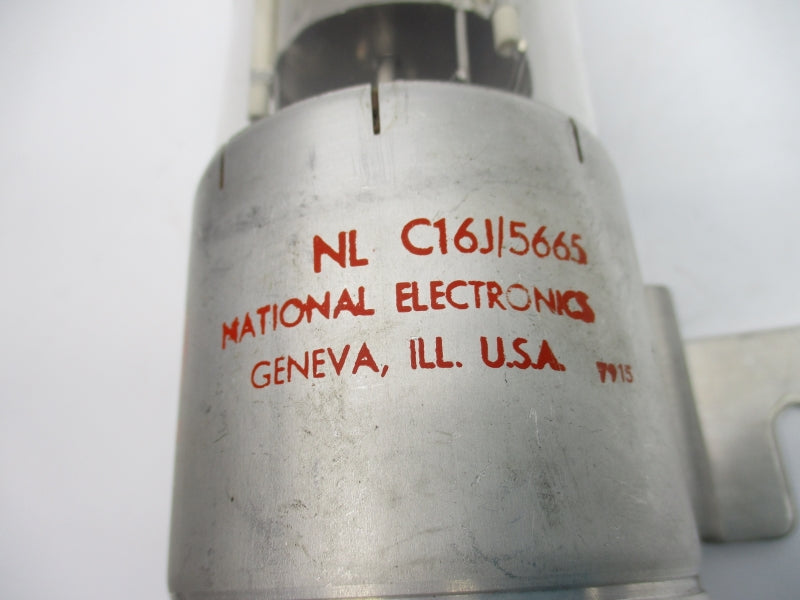 NL C16J/5665
NATIONAL ELECTRONICS
GENEVA, ILL. U.S.A. 7915